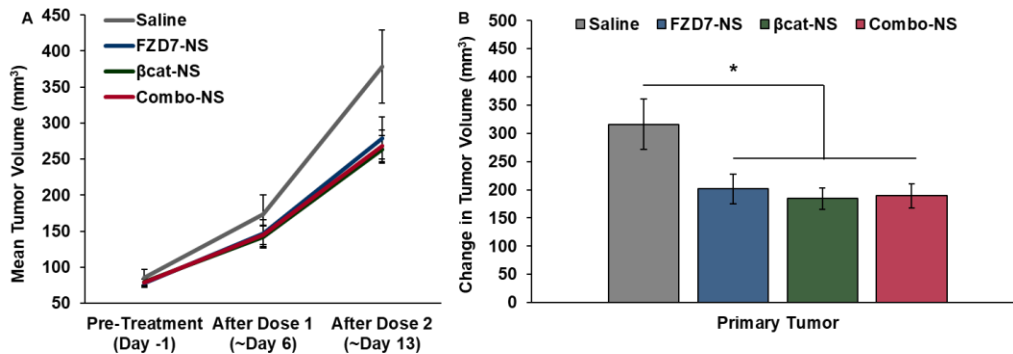 A
Mean Tumor Volume (mm³)
450
400
350
300
250
200
150
100
50
Saline
FZD7-NS
βcat-NS
Combo-NS
Pre-Treatment
(Day -1)
After Dose 1
(~Day 6)
After Dose 2
(~Day 13)
B
Change in Tumor Volume (mm³)
500
450
400
350
300
250
200
150
100
50
0
Saline
FZD7-NS
βcat-NS
Combo-NS
*
Primary Tumor